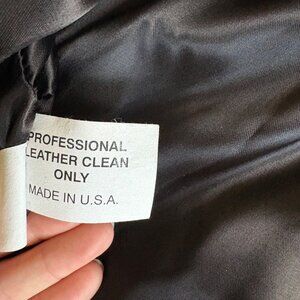 PROFESSIONAL
LEATHER CLEAN
ONLY
MADE IN U.S.A.